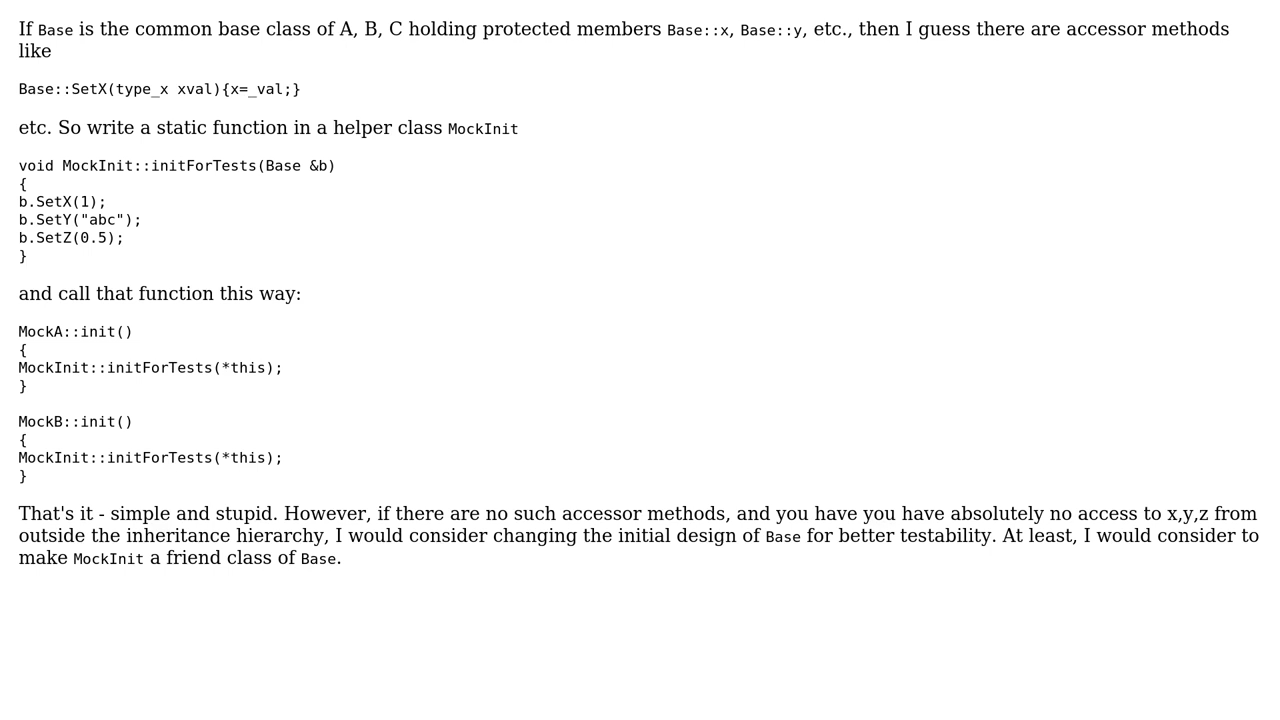 If Base is the common base class of A, B, C holding protected members Base::x, Base::y, etc., then I guess there are accessor methods
like
Base::SetX(type_x xval){x=_val;}
etc. So write a static function in a helper class MockInit
void MockInit::initForTests(Base &b)
{
b.SetX(1);
b.SetY("abc");
b.SetZ(0.5);
}
and call that function this way:
MockA::init()
{
MockInit::initForTests(*this);
}
MockB::init()
{
MockInit::initForTests(*this);
}
That's it - simple and stupid. However, if there are no such accessor methods, and you have you have absolutely no access to x,y,z from
outside the inheritance hierarchy, I would consider changing the initial design of Base for better testability. At least, I would consider to
make MockInit a friend class of Base.